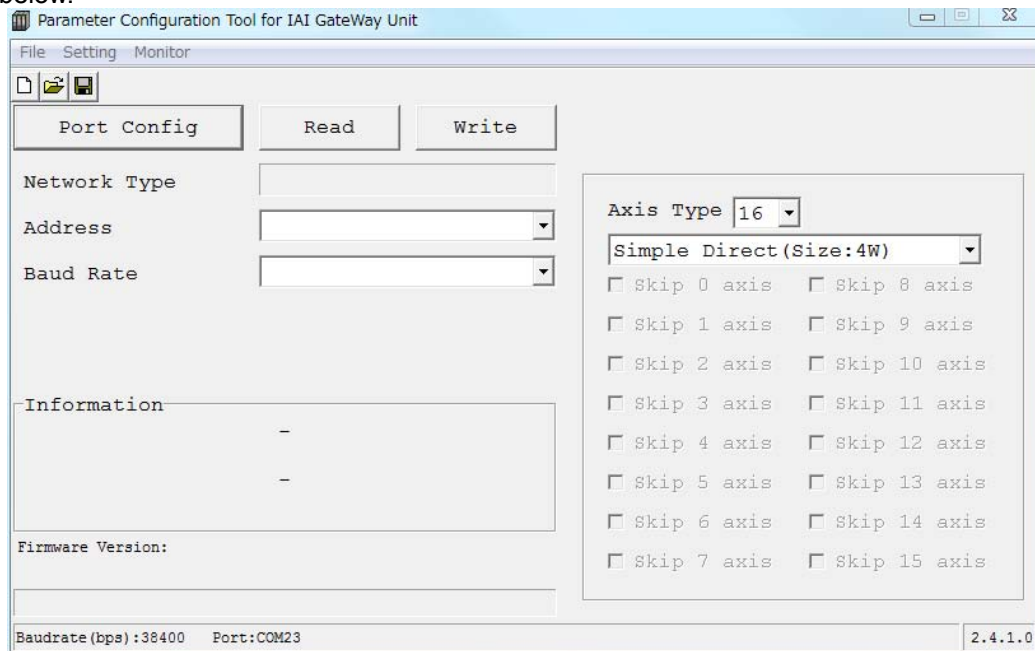 below.
Parameter Configuration Tool for IAI GateWay Unit
File Setting Monitor
Port Config Read Write
Network Type
Address
Baud Rate
Information
-
-
Firmware Version:
Axis Type 16
Simple Direct(Size:4W)
Skip 0 axis Skip 8 axis
Skip 1 axis Skip 9 axis
Skip 2 axis Skip 10 axis
Skip 3 axis Skip 11 axis
Skip 4 axis Skip 12 axis
Skip 5 axis Skip 13 axis
Skip 6 axis Skip 14 axis
Skip 7 axis Skip 15 axis
Baudrate(bps):38400 Port:COM23 2.4.1.0